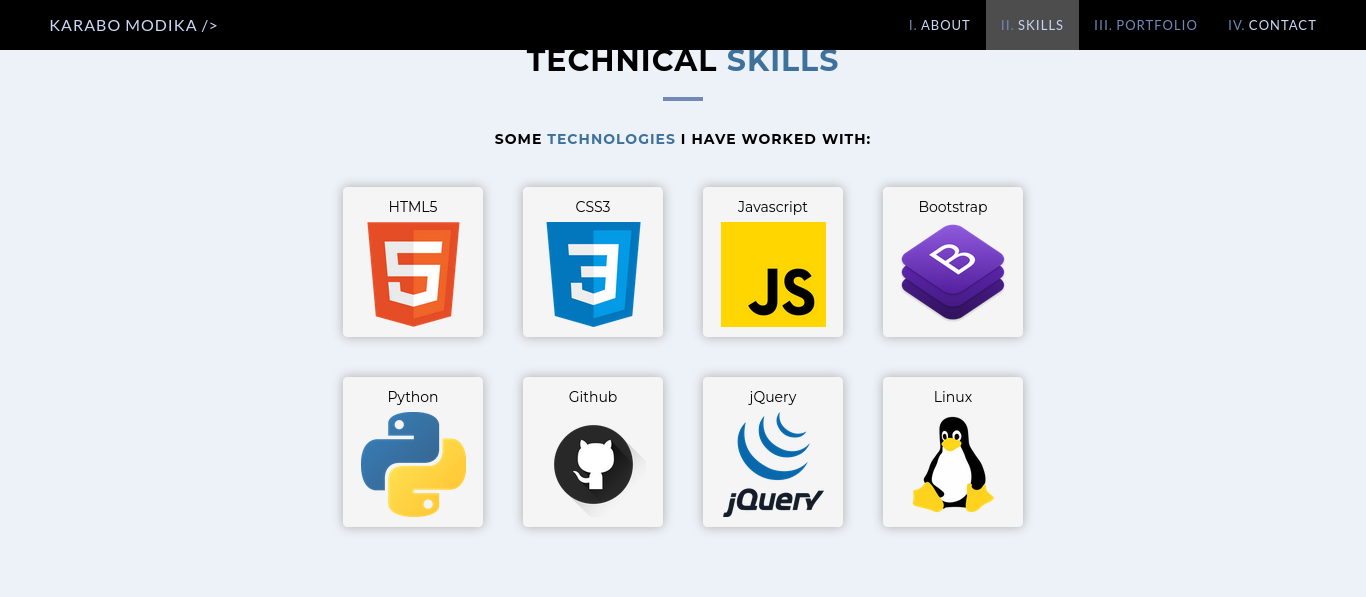 KARABO MODIKA /> I. ABOUT II. SKILLS III. PORTFOLIO IV. CONTACT
TECHNICAL SKILLS
SOME TECHNOLOGIES I HAVE WORKED WITH:
HTML5 CSS3 Javascript Bootstrap
5 3 JS B
Python Github jQuery Linux
jQuery